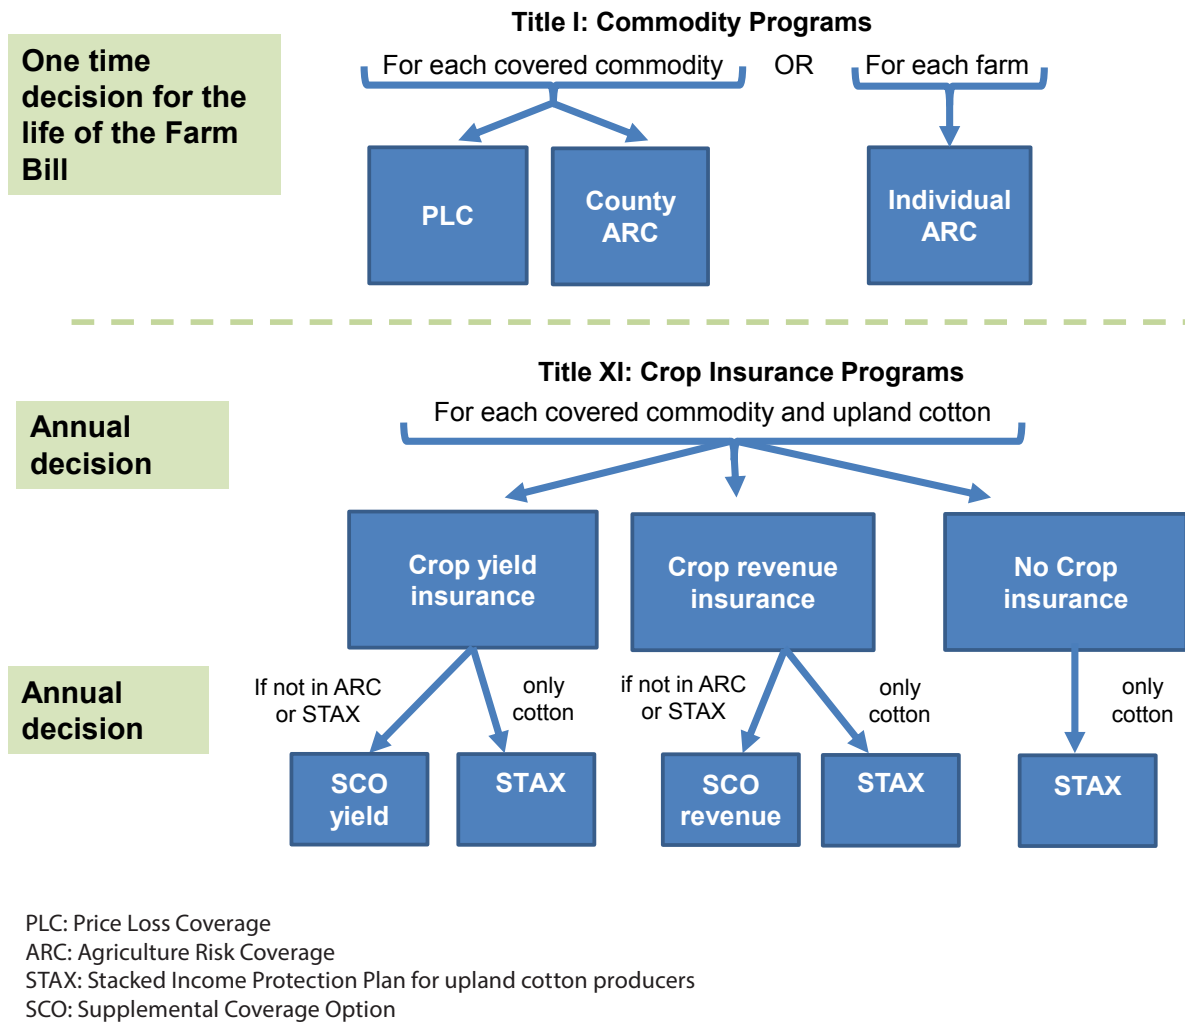 Title I: Commodity Programs
One time
decision for the
life of the Farm
Bill
For each covered commodity
OR
For each farm
PLC
County
ARC
Individual
ARC
Title XI: Crop Insurance Programs
For each covered commodity and upland cotton
Annual
decision
Crop yield
insurance
Crop revenue
insurance
No Crop
insurance
Annual
decision
If not in ARC
or STAX
only
cotton
if not in ARC
or STAX
only
cotton
only
cotton
SCO
yield
STAX
SCO
revenue
STAX
STAX
PLC: Price Loss Coverage
ARC: Agriculture Risk Coverage
STAX: Stacked Income Protection Plan for upland cotton producers
SCO: Supplemental Coverage Option